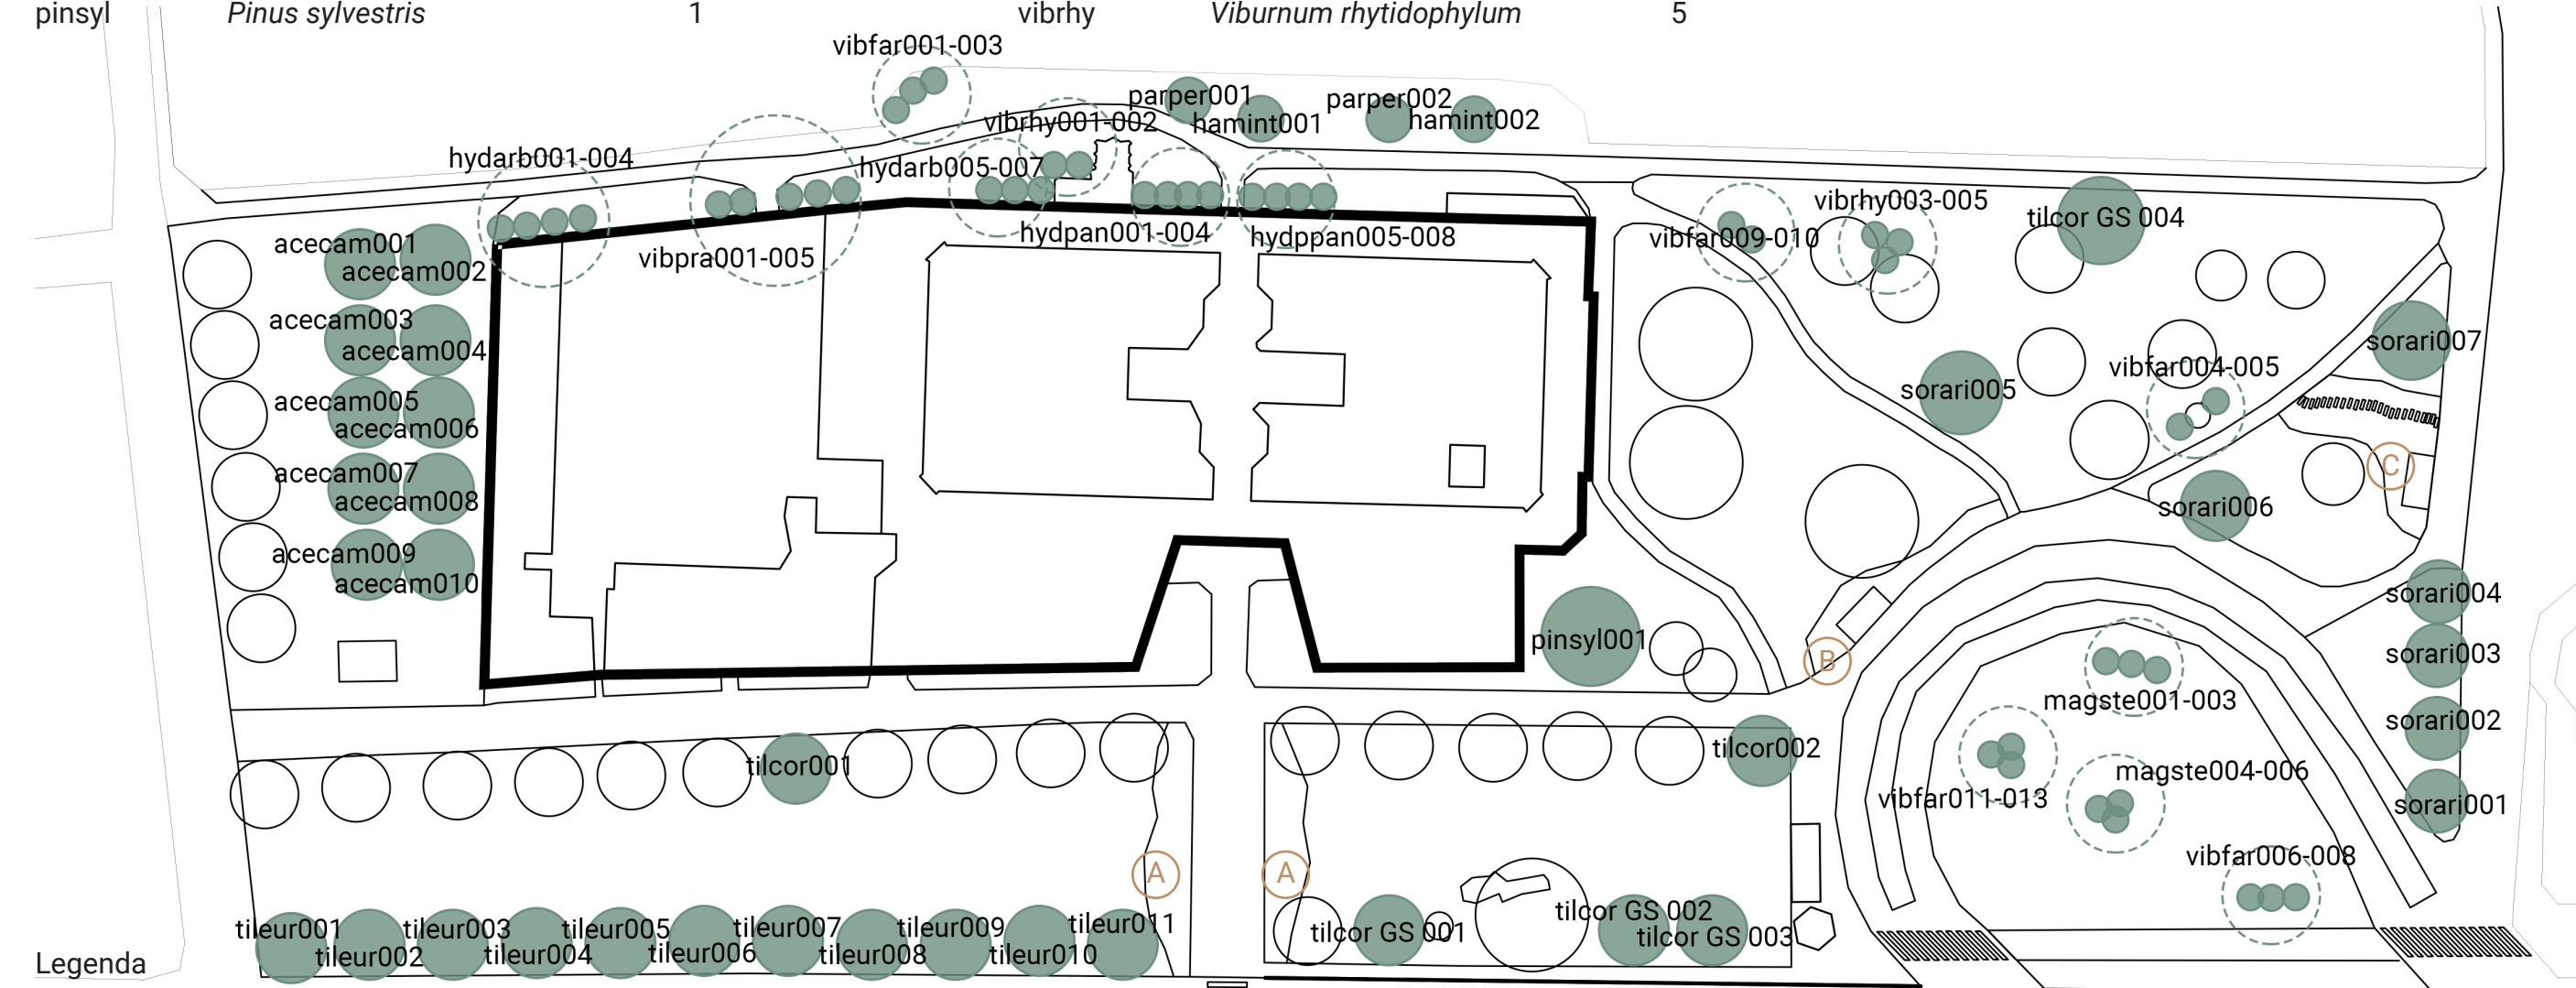 pinsyl Pinus sylvestris 1 vibrhy Viburnum rhytidophylum 5
vibfar001-003
parper001
parper002
hamint001
hamint002
vibrhy001-002
hydarb001-004
hydarb005-007
vibrhy003-005
tilcor GS 004
acecam001
hydpan001-004
hydppan005-008
vibfar009-010
acecam002
vibpra001-005
acecam003
acecam004
sorari007
vibfar004-005
sorari005
acecam005
acecam006
acecam007
C
acecam008
sorari006
acecam009
acecam010
sorari004
pinsyl001
B
sorari003
magste001-003
sorari002
tilcor001
tilcor002
magste004-006
vibfar011-013
sorari001
vibfar006-008
A
A
tileur001
tileur002
tileur003
tileur004
tileur005
tileur006
tileur007
tileur008
tileur009
tileur010
tileur011
tilcor GS 001
tilcor GS 002
tilcor GS 003
Legenda